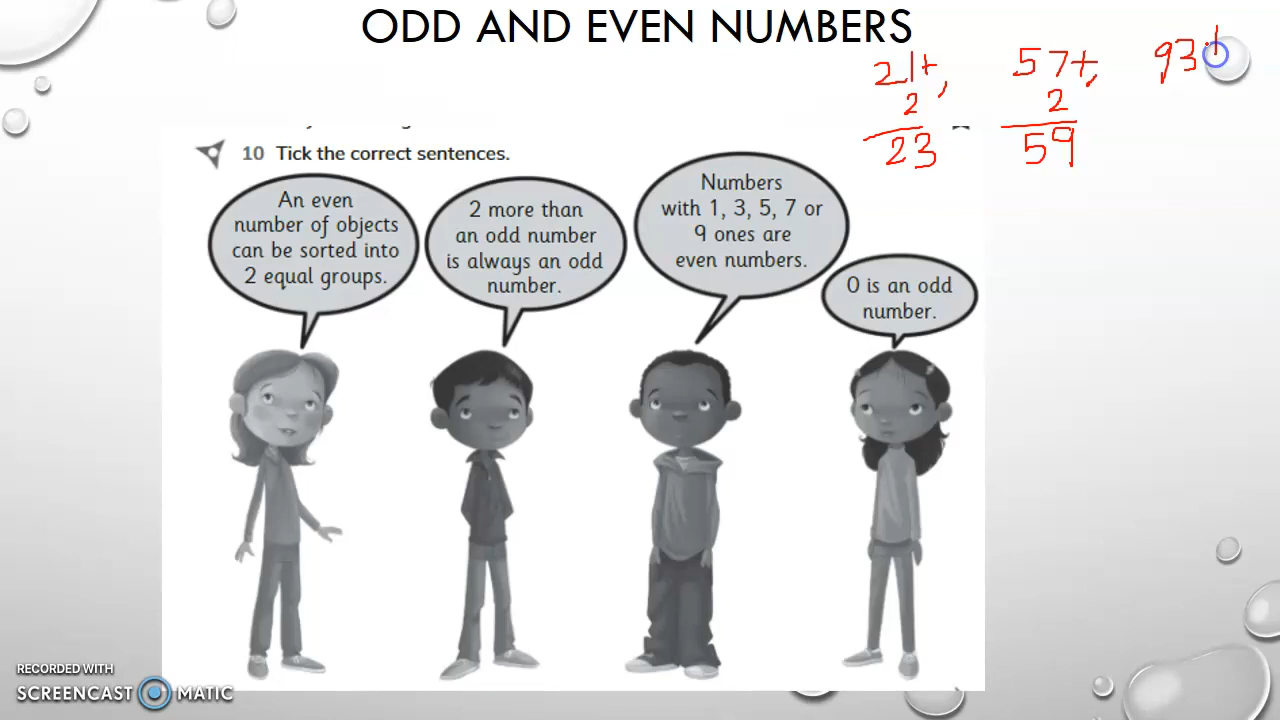 ODD AND EVEN NUMBERS
21+, 57+, 93+
2 2
23 59
10 Tick the correct sentences.
An even
number of objects
can be sorted into
2 equal groups.
2 more than
an odd number
is always an odd
number.
Numbers
with 1, 3, 5, 7 or
9 ones are
even numbers.
0 is an odd
number.
RECORDED WITH
SCREENCAST MATIC